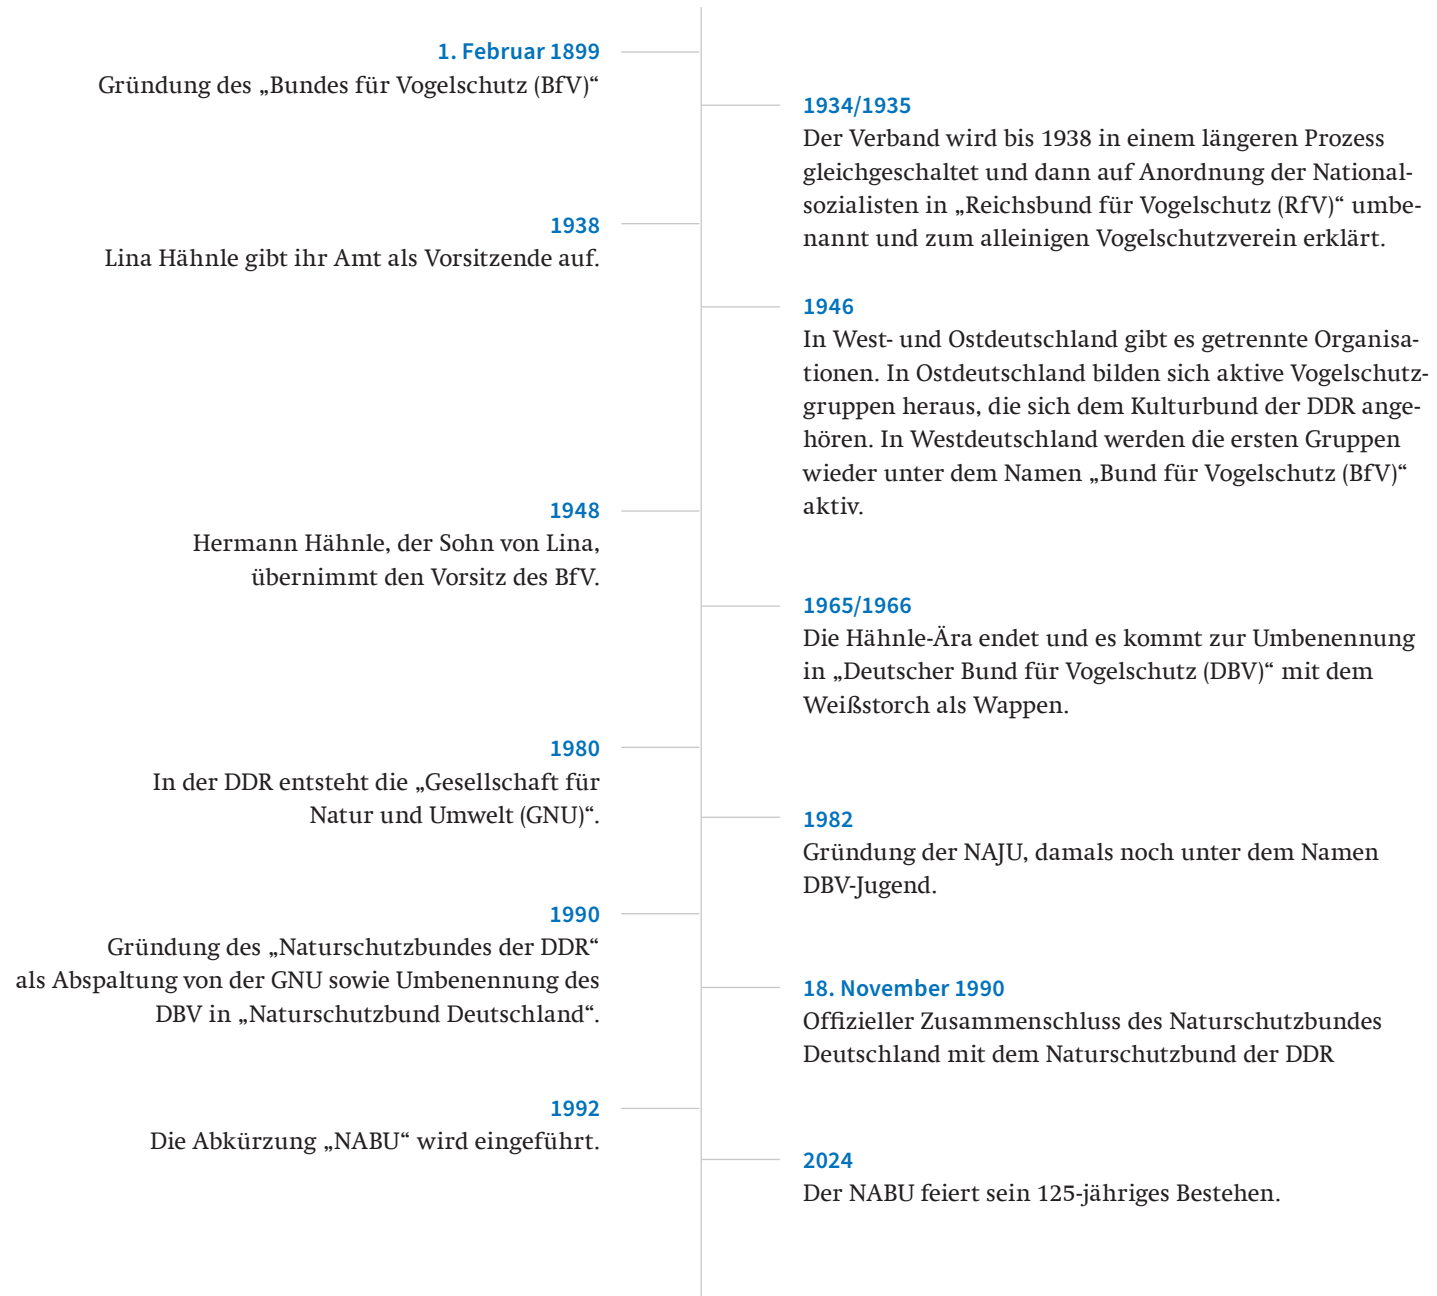 1. Februar 1899
Gründung des „Bundes für Vogelschutz (BfV)“
1934/1935
Der Verband wird bis 1938 in einem längeren Prozess
gleichgeschaltet und dann auf Anordnung der National-
sozialisten in „Reichsbund für Vogelschutz (RfV)“ umbe-
nannt und zum alleinigen Vogelschutzverein erklärt.
1938
Lina Hähnle gibt ihr Amt als Vorsitzende auf.
1946
In West- und Ostdeutschland gibt es getrennte Organisa-
tionen. In Ostdeutschland bilden sich aktive Vogelschutz-
gruppen heraus, die sich dem Kulturbund der DDR ange-
hören. In Westdeutschland werden die ersten Gruppen
wieder unter dem Namen „Bund für Vogelschutz (BfV)“
aktiv.
1948
Hermann Hähnle, der Sohn von Lina,
übernimmt den Vorsitz des BfV.
1965/1966
Die Hähnle-Ära endet und es kommt zur Umbenennung
in „Deutscher Bund für Vogelschutz (DBV)“ mit dem
Weißstorch als Wappen.
1980
In der DDR entsteht die „Gesellschaft für
Natur und Umwelt (GNU)“.
1982
Gründung der NAJU, damals noch unter dem Namen
DBV-Jugend.
1990
Gründung des „Naturschutzbundes der DDR“
als Abspaltung von der GNU sowie Umbenennung des
DBV in „Naturschutzbund Deutschland“.
18. November 1990
Offizieller Zusammenschluss des Naturschutzbundes
Deutschland mit dem Naturschutzbund der DDR
1992
Die Abkürzung „NABU“ wird eingeführt.
2024
Der NABU feiert sein 125-jähriges Bestehen.